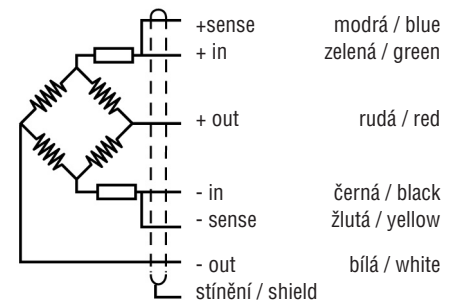 +sense modrá / blue
+ in zelená / green
+ out rudá / red
- in černá / black
- sense žlutá / yellow
- out bílá / white
stínění / shield